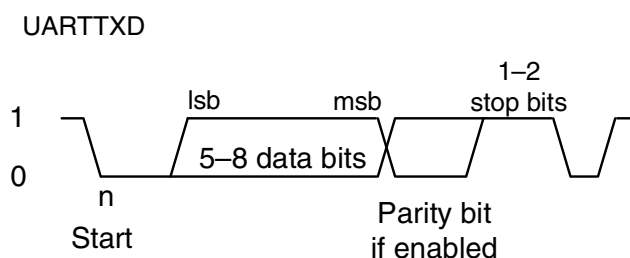 UARTTXD
1–2
stop bits
lsb
msb
1
0
5–8 data bits
n
Start
Parity bit
if enabled